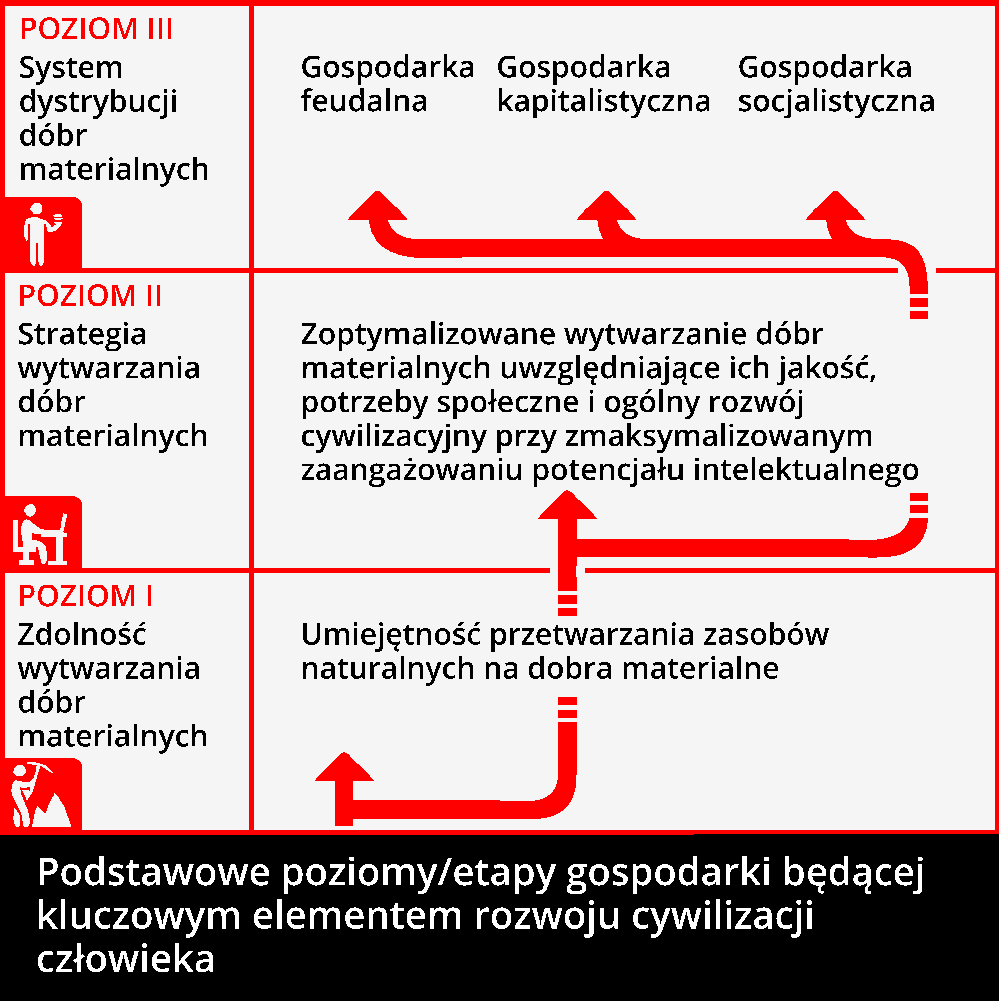 POZIOM III
System
dystrybucji
dóbr
materialnych
Gospodarka
feudalna
Gospodarka
kapitalistyczna
Gospodarka
socjalistyczna
POZIOM II
Strategia
wytwarzania
dóbr
materialnych
Zoptymalizowane wytwarzanie dóbr
materialnych uwzględniające ich jakość,
potrzeby społeczne i ogólny rozwój
cywilizacyjny przy zmaksymalizowanym
zaangażowaniu potencjału intelektualnego
POZIOM I
Zdolność
wytwarzania
dóbr
materialnych
Umiejętność przetwarzania zasobów
naturalnych na dobra materialne
Podstawowe poziomy/etapy gospodarki będącej
kluczowym elementem rozwoju cywilizacji
człowieka